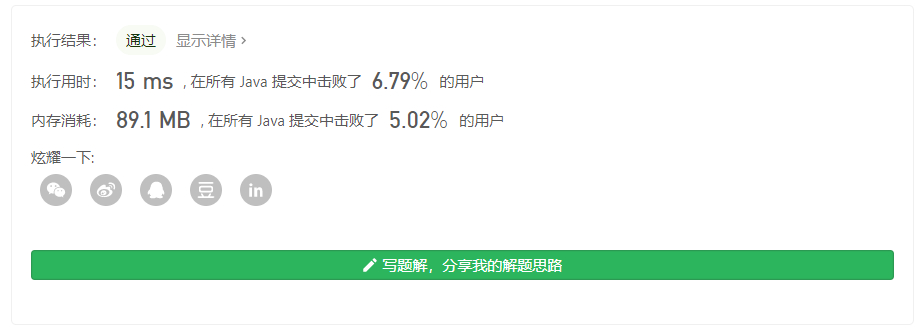 执行结果： 通过 显示详情 >
执行用时： 15 ms , 在所有 Java 提交中击败了 6.79% 的用户
内存消耗： 89.1 MB , 在所有 Java 提交中击败了 5.02% 的用户
炫耀一下:
豆 in
写题解，分享我的解题思路